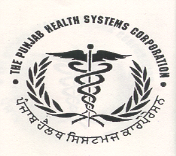 • THE PUNJAB HEALTH SYSTEMS CORPORATION •
ਪੰਜਾਬ ਹੈਲਥ ਸਿਸਟਮਜ਼ ਕਾਰਪੋਰੇਸ਼ਨ